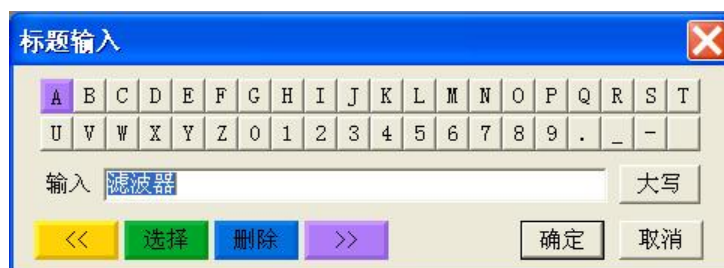 标题输入
A B C D E F G H I J K L M N O P Q R S T
U V W X Y Z 0 1 2 3 4 5 6 7 8 9 . _ -
输入 滤波器 大写
<< 选择 删除 >> 确定 取消